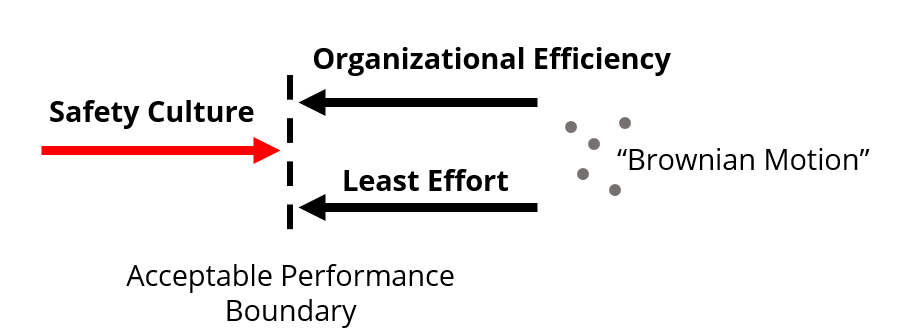 Organizational Efficiency
Safety Culture
“Brownian Motion”
Least Effort
Acceptable Performance
Boundary